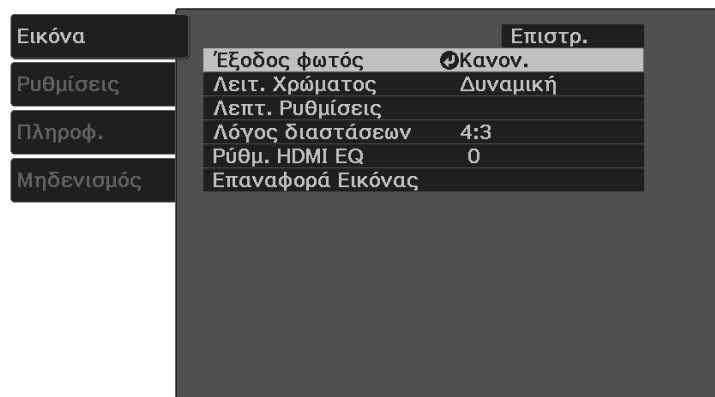 Εικόνα
Ρυθμίσεις
Πληροφ.
Μηδενισμός
Επιστρ.
Έξοδος φωτός Κανον.
Λειτ. Χρώματος Δυναμική
Λεπτ. Ρυθμίσεις
Λόγος διαστάσεων 4:3
Ρύθμ. HDMI EQ 0
Επαναφορά Εικόνας